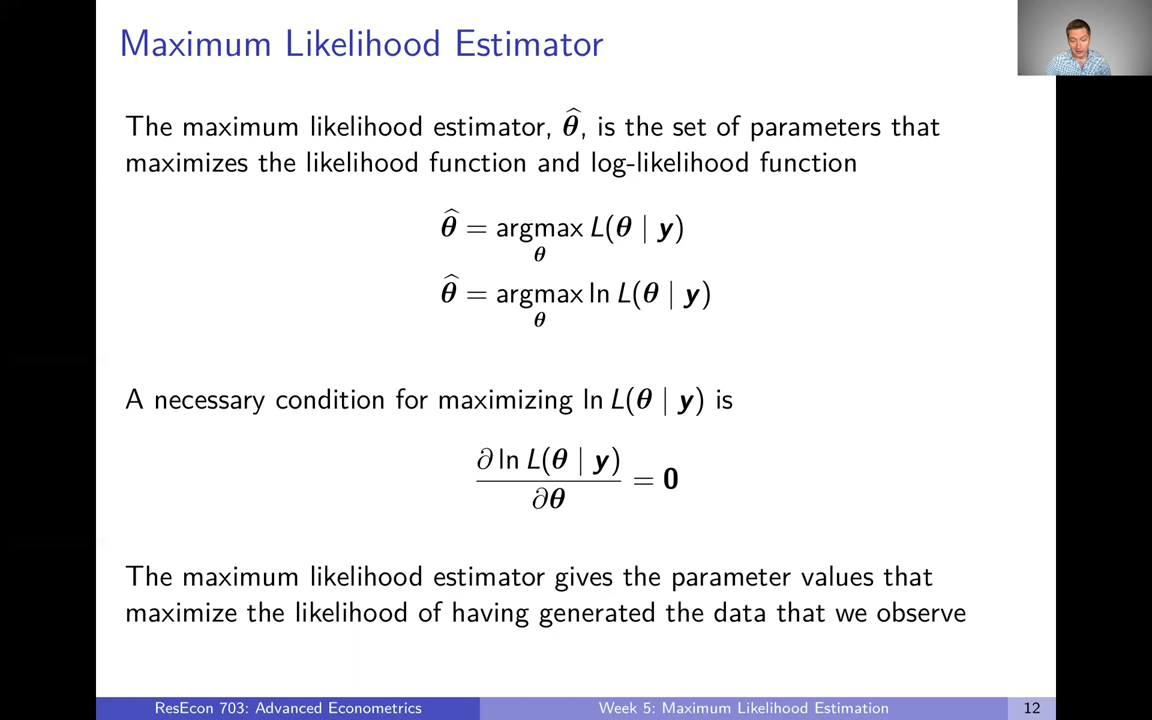 Maximum Likelihood Estimator
The maximum likelihood estimator, θ̂, is the set of parameters that
maximizes the likelihood function and log-likelihood function
θ̂ = argmax L(θ | y)
θ
θ̂ = argmax ln L(θ | y)
θ
A necessary condition for maximizing ln L(θ | y) is
∂ ln L(θ | y)
∂θ
= 0
The maximum likelihood estimator gives the parameter values that
maximize the likelihood of having generated the data that we observe
ResEcon 703: Advanced Econometrics
Week 5: Maximum Likelihood Estimation
12